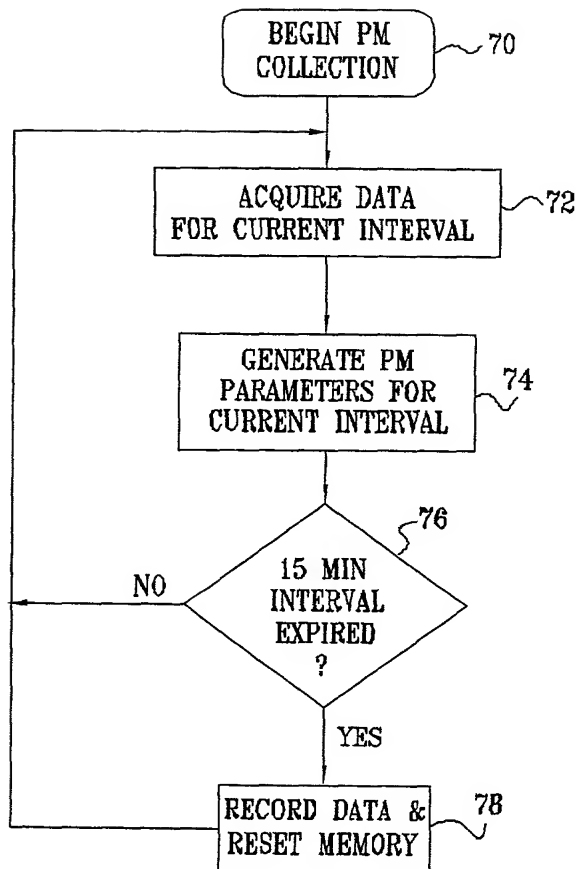 BEGIN PM
COLLECTION
70
ACQUIRE DATA
FOR CURRENT INTERVAL
72
GENERATE PM
PARAMETERS FOR
CURRENT INTERVAL
74
76
15 MIN
INTERVAL
EXPIRED
?
NO
YES
RECORD DATA &
RESET MEMORY
78